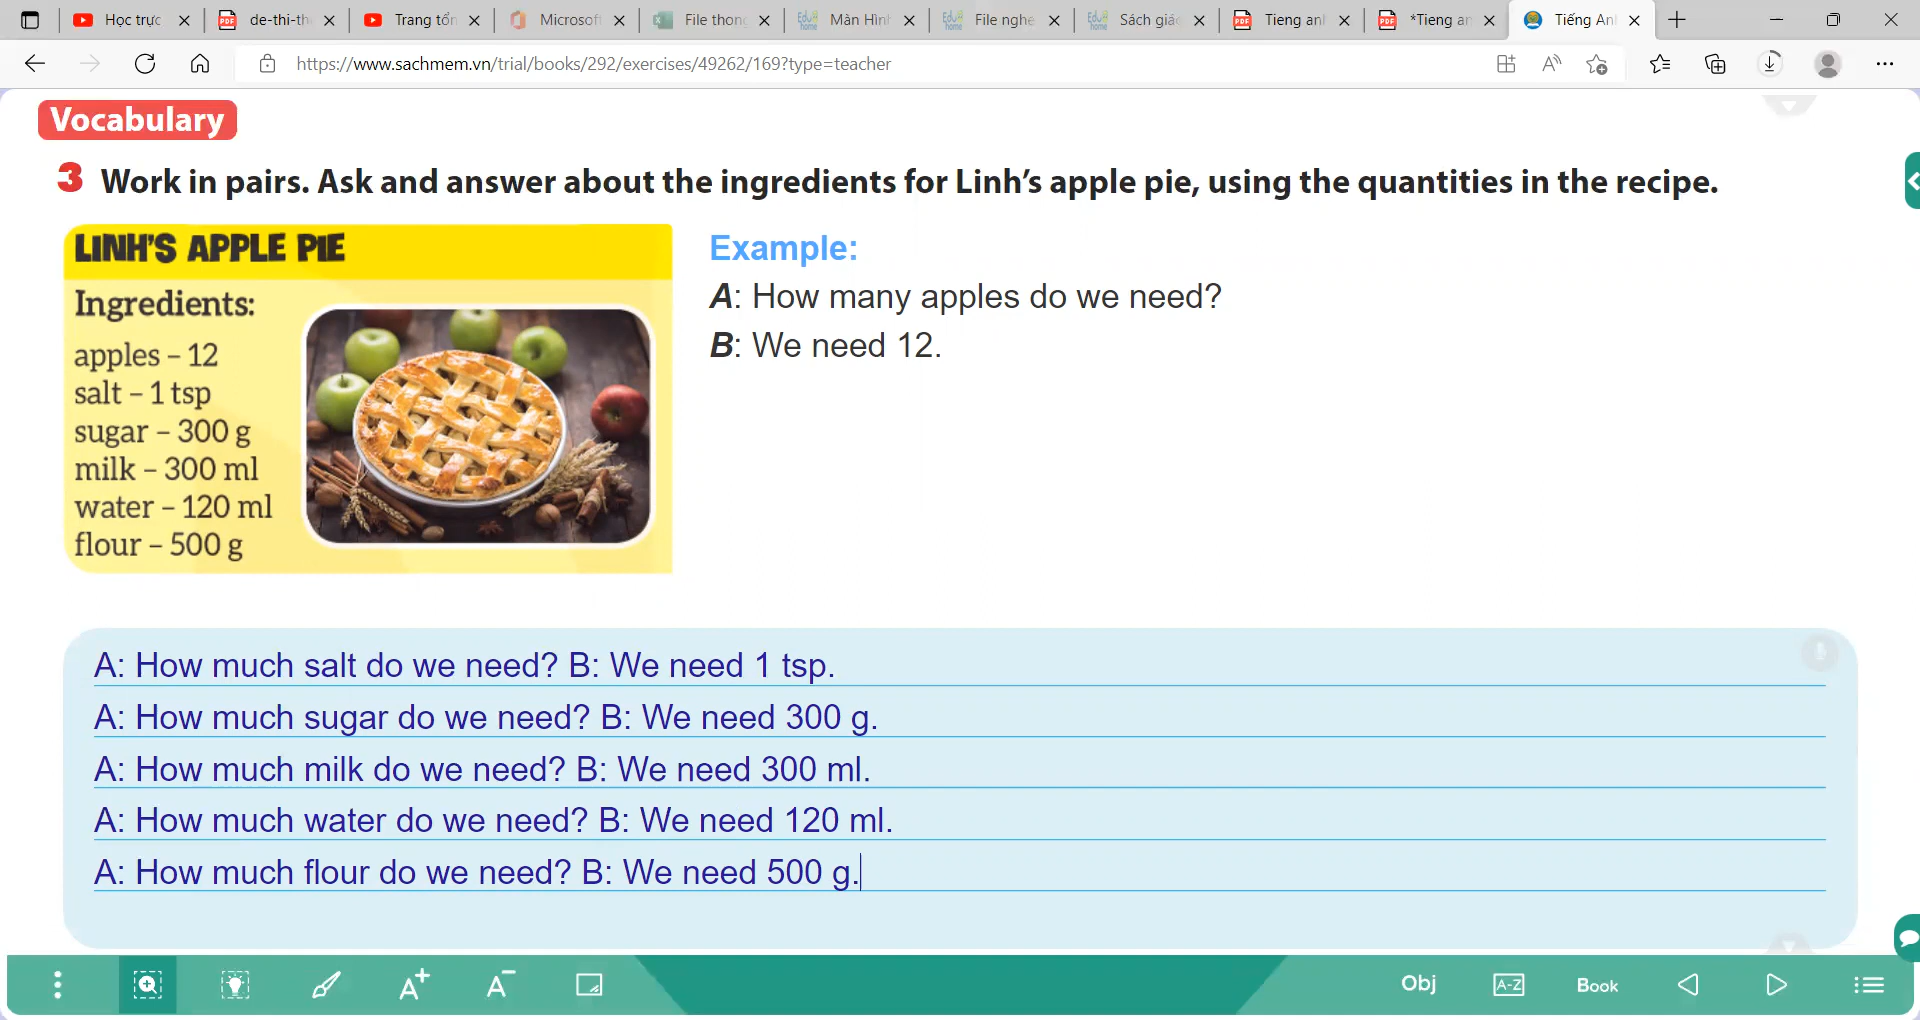 Học trực
de-thi-th
Trang tổn
Microsof
File thong
Màn Hìn
File nghe
Sách giáo
Tieng anh
*Tieng an
Tiếng An
https://www.sachmem.vn/trial/books/292/exercises/49262/169?type=teacher
Vocabulary
3 Work in pairs. Ask and answer about the ingredients for Linh's apple pie, using the quantities in the recipe.
LINH'S APPLE PIE
Ingredients:
apples – 12
salt – 1 tsp
sugar – 300 g
milk – 300 ml
water – 120 ml
flour – 500 g
Example:
A: How many apples do we need?
B: We need 12.
A: How much salt do we need? B: We need 1 tsp.
A: How much sugar do we need? B: We need 300 g.
A: How much milk do we need? B: We need 300 ml.
A: How much water do we need? B: We need 120 ml.
A: How much flour do we need? B: We need 500 g.
Obj
A-Z
Book